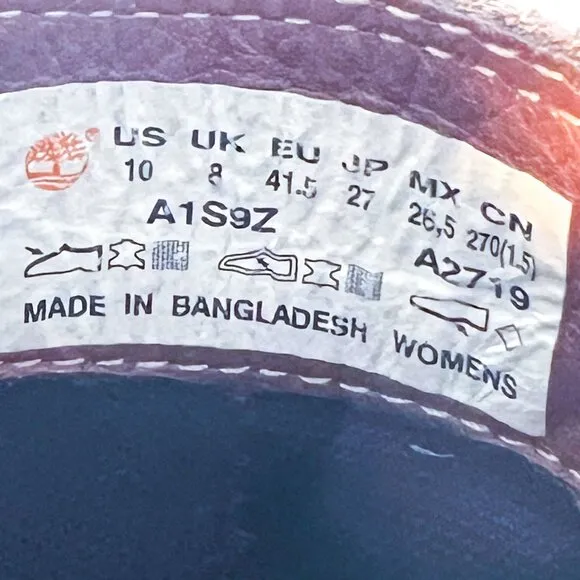 US UK EU JP MX CN
10 8 41.5 27 26,5 270(1.5)
A1S9Z A2719
MADE IN BANGLADESH WOMENS